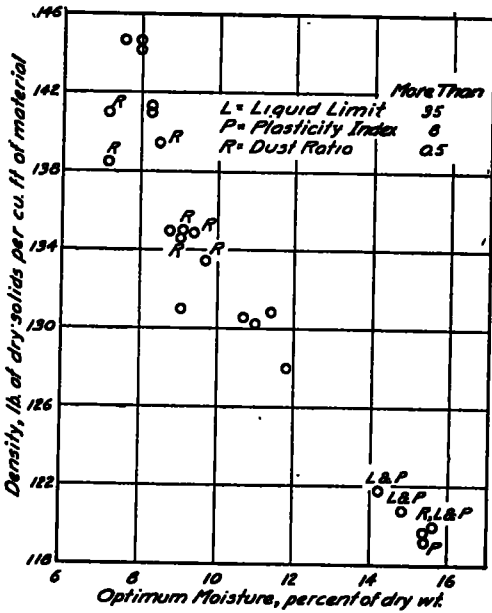 146
142
138
134
130
126
122
118
Density, lb. of dry solids per cu. ft of material
More Than
L = Liquid Limit 35
P = Plasticity Index 8
R = Dust Ratio 0.5
R
R
R
R
R
R
R
L & P
L & P
R, L & P
P
6 8 10 12 14 16
Optimum Moisture, percent of dry wt.